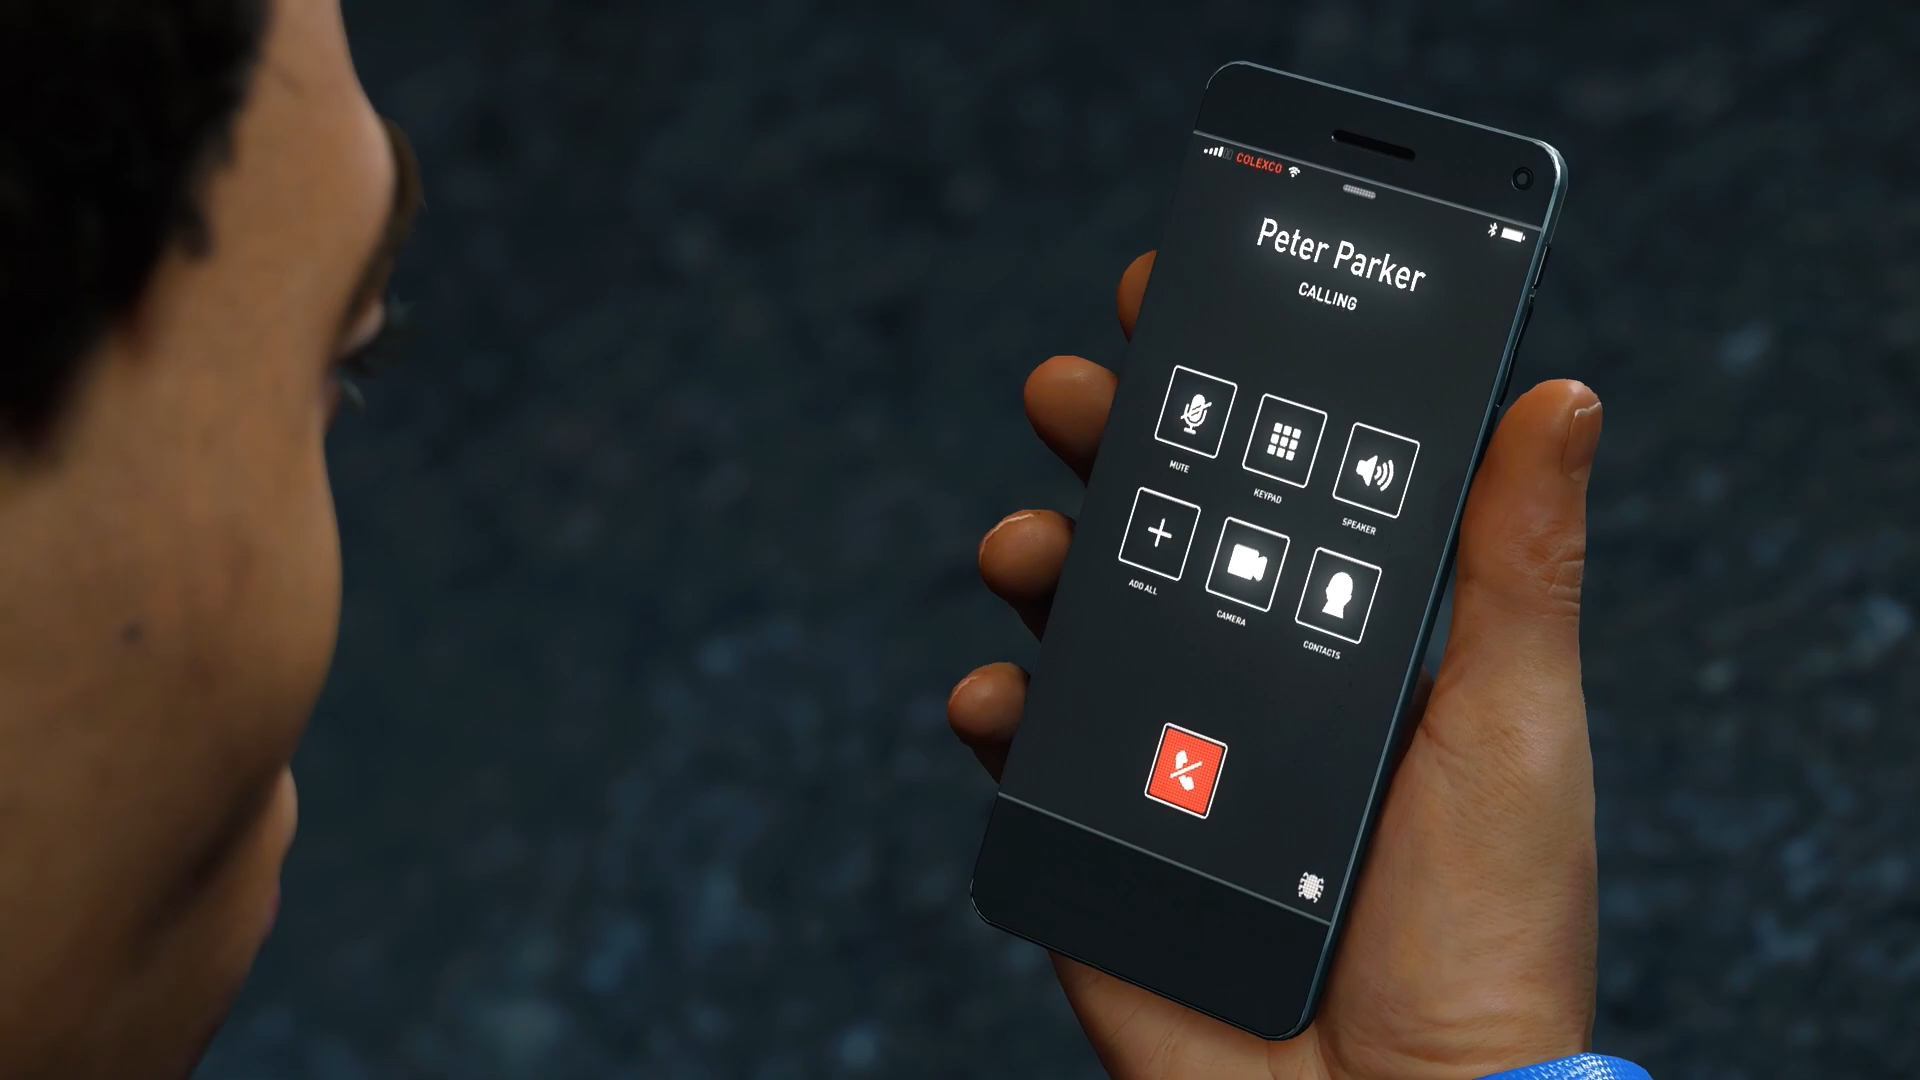 COLEXCO
Peter Parker
CALLING
MUTE
KEYPAD
SPEAKER
ADD ALL
CAMERA
CONTACTS